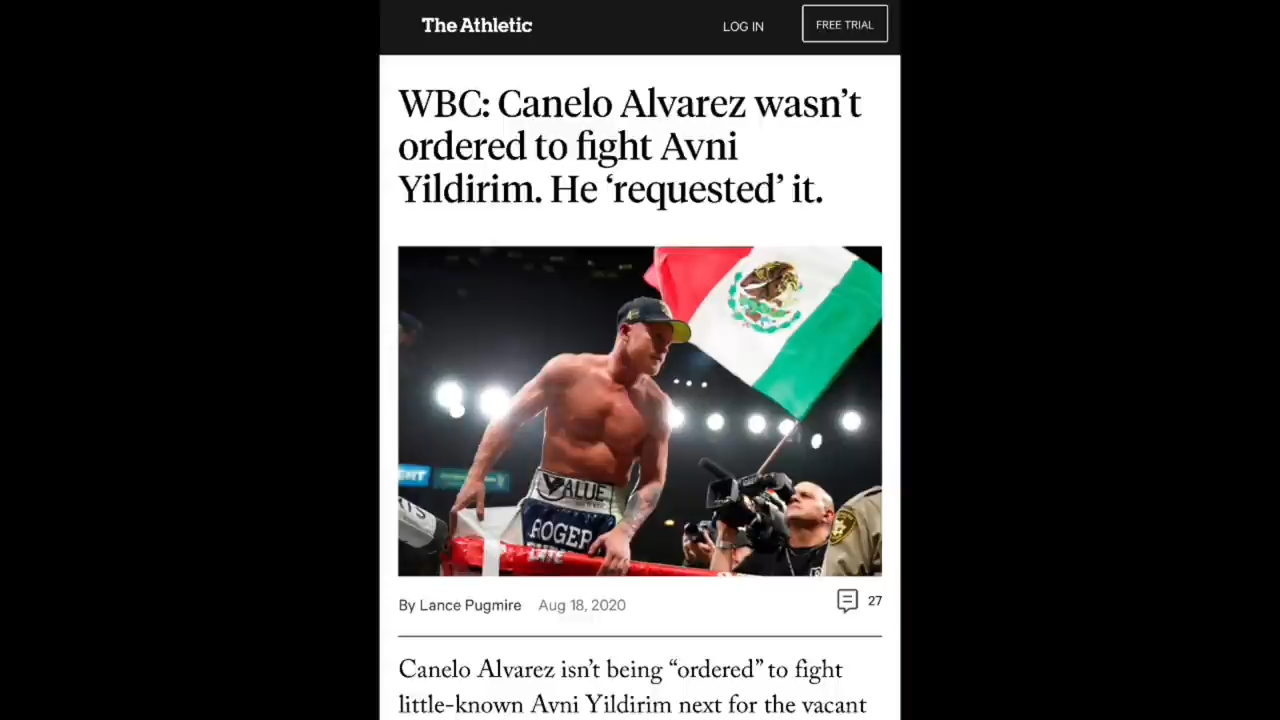 The Athletic
LOG IN
FREE TRIAL
WBC: Canelo Alvarez wasn’t
ordered to fight Avni
Yildirim. He ‘requested’ it.
VALUE
ROGER
By Lance Pugmire Aug 18, 2020
27
Canelo Alvarez isn’t being “ordered” to fight
little-known Avni Yildirim next for the vacant